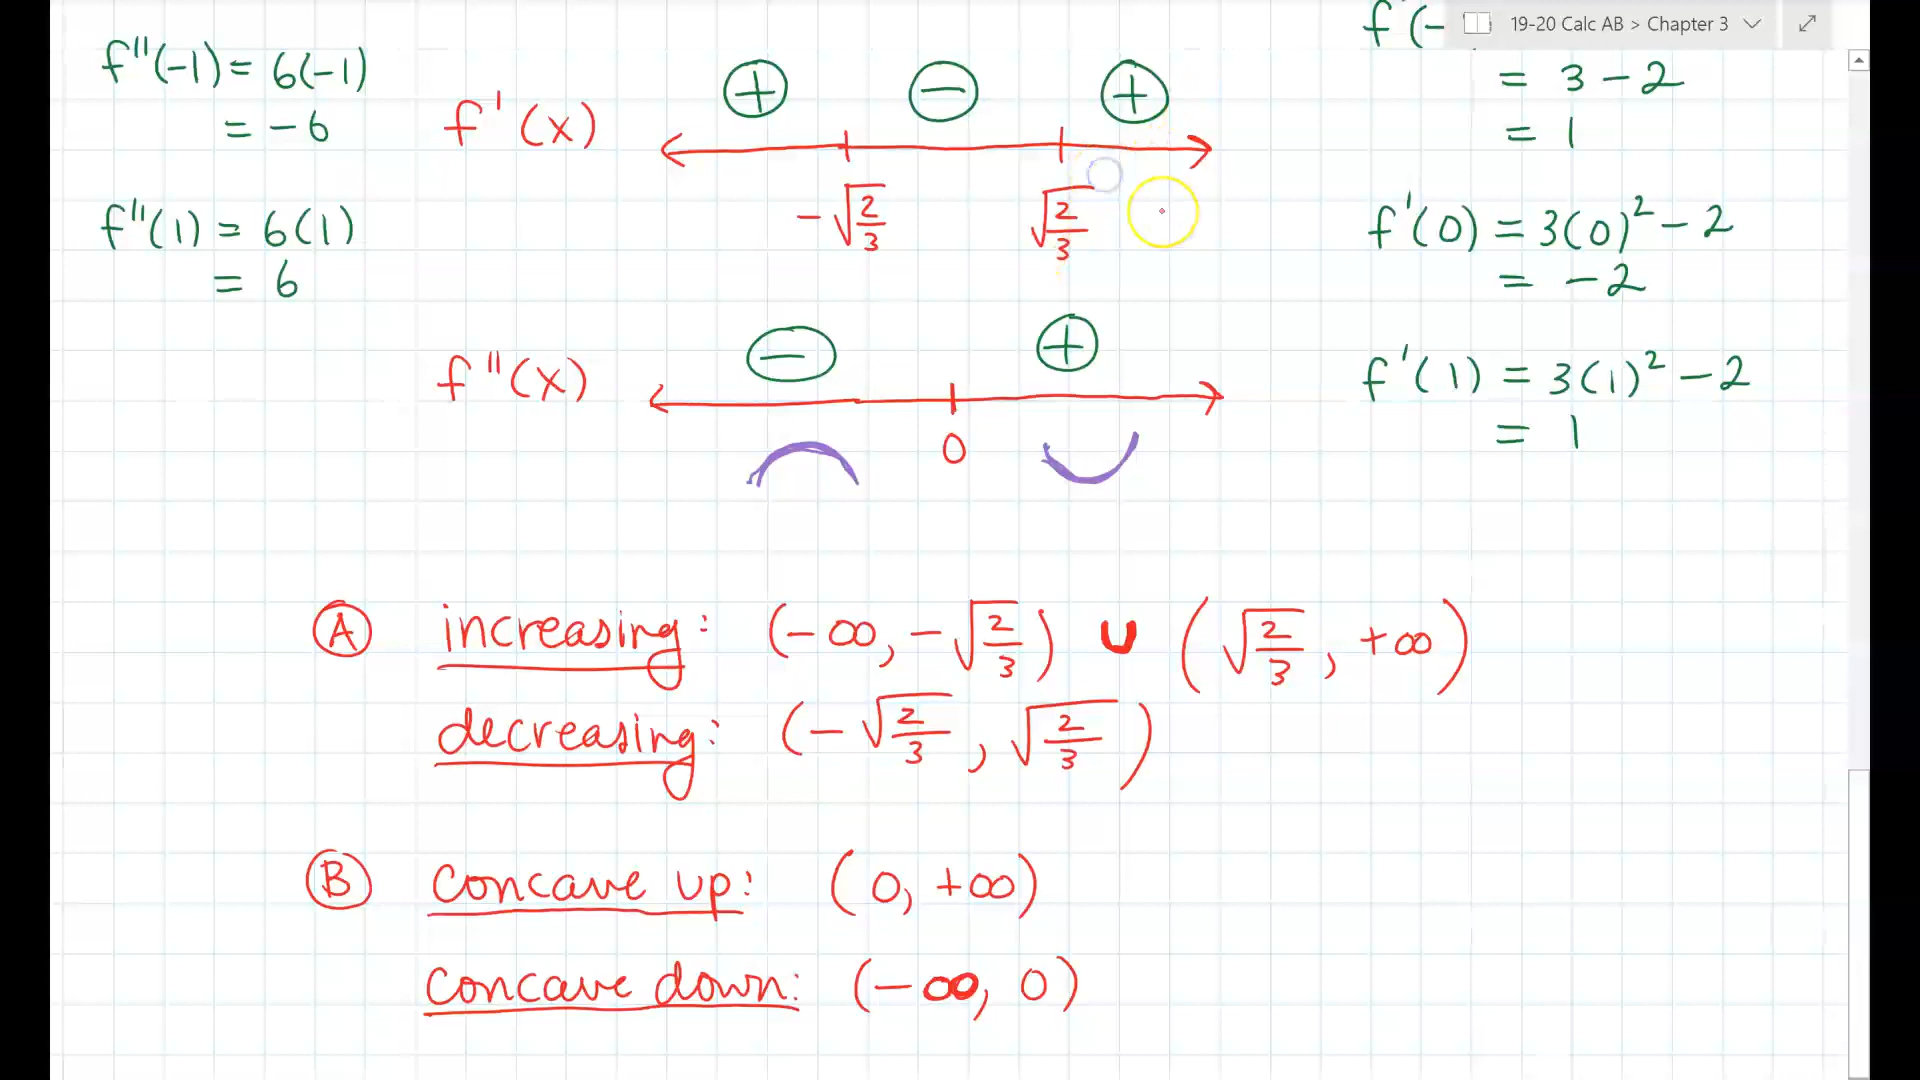 19-20 Calc AB > Chapter 3
f''(-1) = 6(-1)
= -6
f''(1) = 6(1)
= 6
f'(x)
+ - +
-√(2/3) √(2/3)
f''(x)
- +
0
f'(-
= 3 - 2
= 1
f'(0) = 3(0)² - 2
= -2
f'(1) = 3(1)² - 2
= 1
Ⓐ increasing: (-∞, -√(2/3)) ∪ (√(2/3), +∞)
decreasing: (-√(2/3), √(2/3))
Ⓑ concave up: (0, +∞)
concave down: (-∞, 0)